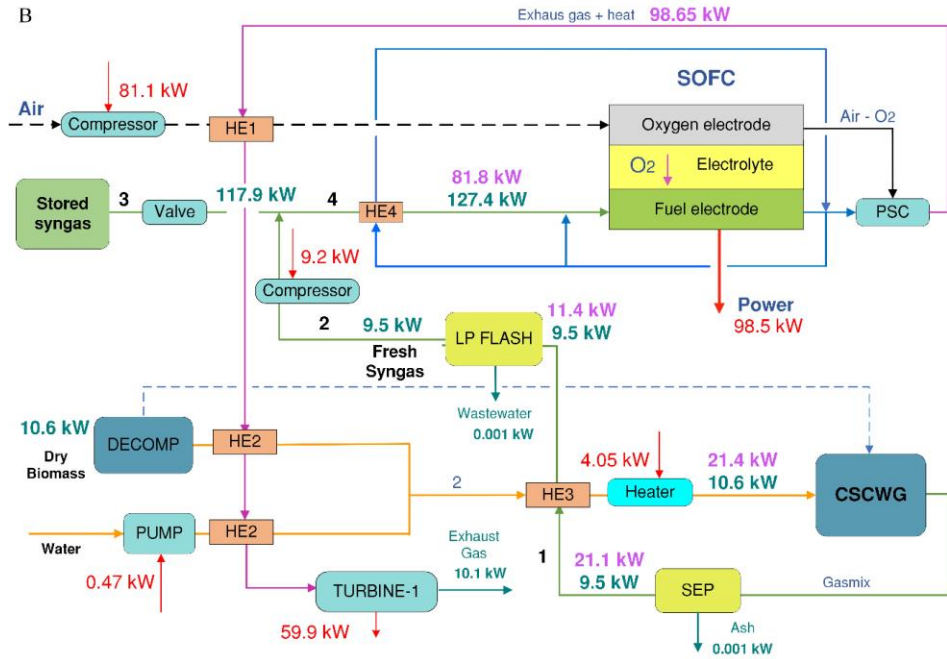 B
Exhaus gas + heat 98.65 kW
81.1 kW
SOFC
Air
Compressor
HE1
Oxygen electrode
Air - O2
O2
Electrolyte
Stored
syngas
3
Valve
117.9 kW
4
HE4
81.8 kW
127.4 kW
Fuel electrode
PSC
9.2 kW
Compressor
Power
98.5 kW
2
9.5 kW
Fresh
Syngas
LP FLASH
11.4 kW
9.5 kW
Wastewater
0.001 kW
10.6 kW
Dry
Biomass
DECOMP
HE2
2
HE3
4.05 kW
Heater
21.4 kW
10.6 kW
CSCWG
Water
PUMP
HE2
0.47 kW
Exhaust
Gas
10.1 kW
1
21.1 kW
9.5 kW
SEP
Gasmix
TURBINE-1
59.9 kW
Ash
0.001 kW